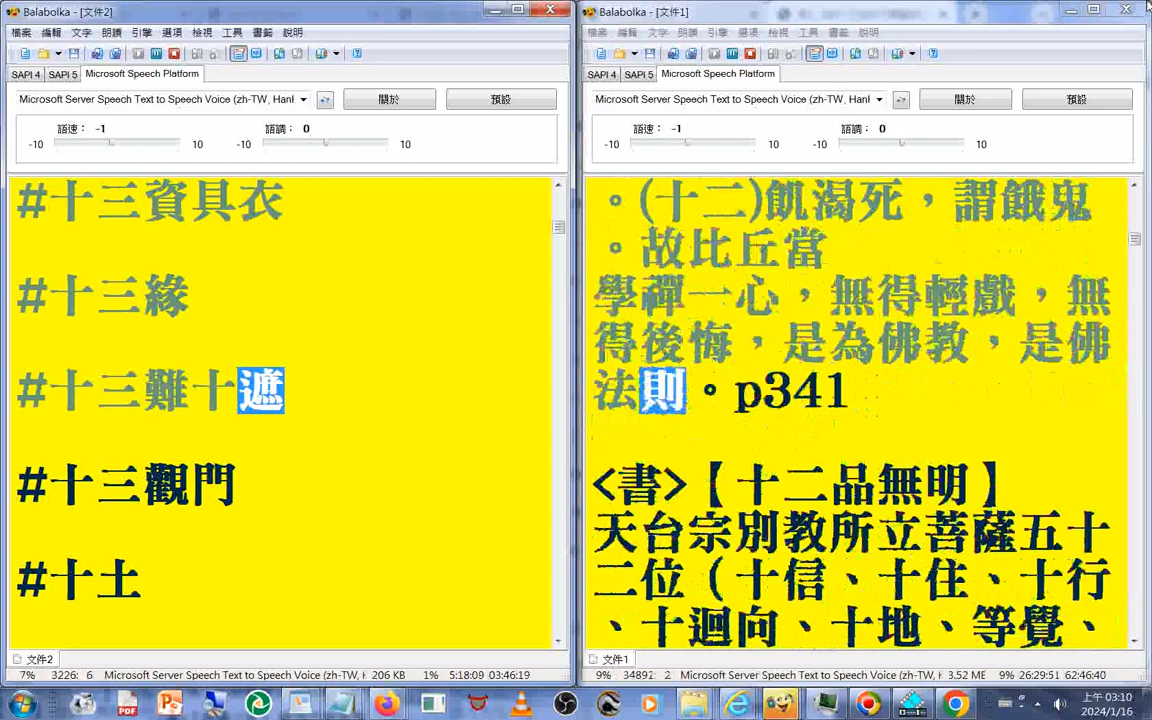 Balabolka - [文件2]
檔案 編輯 文字 朗讀 引擎 選項 檢視 工具 書籤 說明
SAPI 4 SAPI 5 Microsoft Speech Platform
Microsoft Server Speech Text to Speech Voice (zh-TW, Hanl
關於 預設
語速： -1 語調： 0
-10 10 -10 10
#十三資具衣
#十三緣
#十三難十遮
#十三觀門
#十土
文件2
7% 3226: 6. Microsoft Server Speech Text to Speech Voice (zh-TW, H 206 KB 1% 5:18:09 03:46:19
Balabolka - [文件1]
檔案 編輯 文字 朗讀 引擎 選項 檢視 工具 書籤 說明
SAPI 4 SAPI 5 Microsoft Speech Platform
Microsoft Server Speech Text to Speech Voice (zh-TW, Hanl
關於 預設
語速： -1 語調： 0
-10 10 -10 10
。(十二)飢渴死，謂餓鬼
。故比丘當
學禪一心，無得輕戲，無
得後悔，是為佛教，是佛
法則。p341
<書>【十二品無明】
天台宗別教所立菩薩五十
二位（十信、十住、十行
、十迴向、十地、等覺、
文件1
9% 34892: 2 Microsoft Server Speech Text to Speech Voice (zh-TW, H 3.52 MB 9% 26:29:51 62:46:40
上午 03:10
2024/1/16